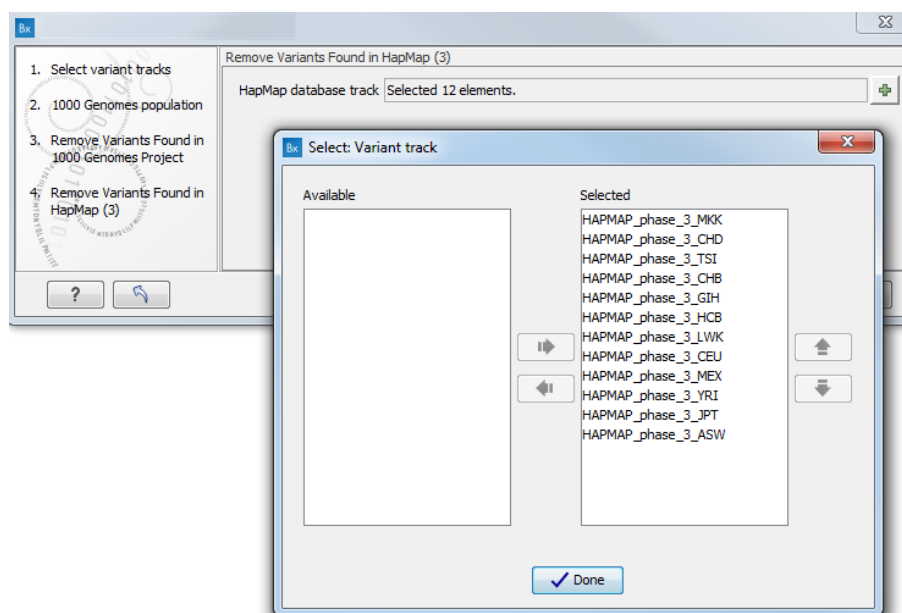 Bx
1. Select variant tracks
2. 1000 Genomes population
3. Remove Variants Found in
1000 Genomes Project
4. Remove Variants Found in
HapMap (3)
?
Remove Variants Found in HapMap (3)
HapMap database track Selected 12 elements.
Bx Select: Variant track
Available
Selected
HAPMAP_phase_3_MKK
HAPMAP_phase_3_CHD
HAPMAP_phase_3_TSI
HAPMAP_phase_3_CHB
HAPMAP_phase_3_GIH
HAPMAP_phase_3_HCB
HAPMAP_phase_3_LWK
HAPMAP_phase_3_CEU
HAPMAP_phase_3_MEX
HAPMAP_phase_3_YRI
HAPMAP_phase_3_JPT
HAPMAP_phase_3_ASW
Done